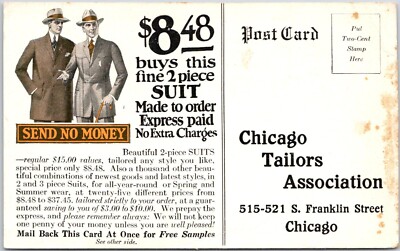 $8.48
buys this
fine 2 piece
SUIT
Made to order
Express paid
No Extra Charges
SEND NO MONEY
Beautiful 2-piece SUITS
—regular $15.00 values, tailored any style you like,
special price only $8.48. Also a thousand other beau-
tiful combinations of newest goods and latest styles, in
2 and 3 piece Suits, for all-year-round or Spring and
Summer wear, at twenty-five different prices from
$8.48 to $37.45, tailored strictly to your order, at a guar-
anteed saving to you of $3.00 to $10.00. We prepay the
express, and please remember always: We will not keep
one penny of your money unless you are well pleased!
Mail Back This Card At Once for Free Samples
See other side.
Post Card
Put
Two-Cent
Stamp
Here
Chicago
Tailors
Association
515-521 S. Franklin Street
Chicago